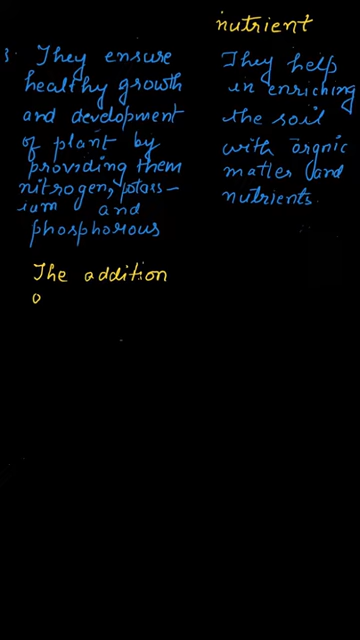 nutrient
3. They ensure
healthy growth
and development
of plant by
providing them
nitrogen, potass-
ium and
phosphorous
They help
in enriching
the soil
with organic
matter and
nutrients.
The addition
o